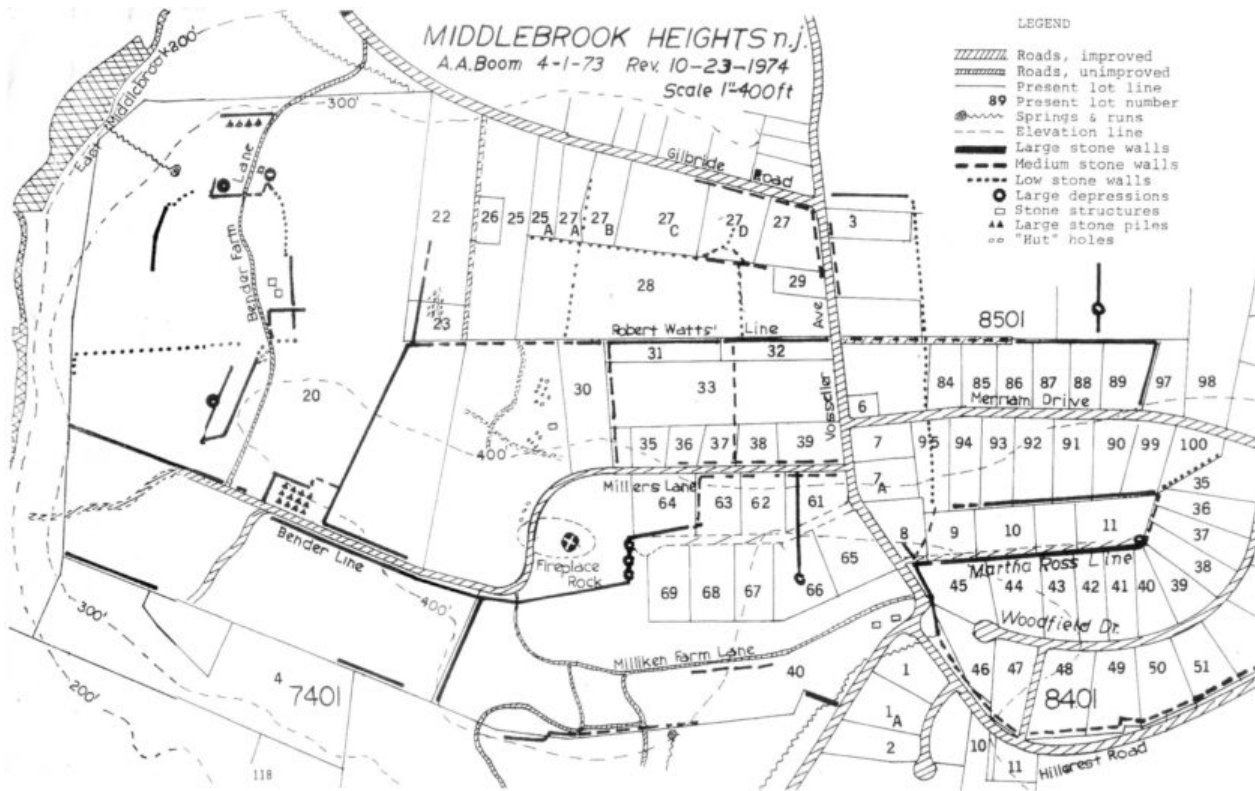 MIDDLEBROOK HEIGHTS n.j.
A.A.Boom 4-1-73 Rev. 10-23-1974
Scale 1"-400ft
LEGEND
Roads, improved
Roads, unimproved
Present lot line
89 Present lot number
Springs & runs
Elevation line
Large stone walls
Medium stone walls
Low stone walls
Large depressions
Stone structures
Large stone piles
"Hut" holes
East Middlebrook
200'
300'
Gilbride Road
Bender Farm Lane
22
26
25
25 A
27 A
27 B
27 C
27 D
27
3
28
29
23
Robert Watts' Line
Vosseller Ave
8501
31
32
20
30
33
6
84
85
86
87
88
89
97
98
Merriam Drive
35
36
37
38
39
7
95
94
93
92
91
90
99
100
400'
Millers Lane
7 A
64
63
62
61
8
9
10
11
35
36
37
38
39
Bender Line
Fireplace Rock
Martha Ross Line
69
68
67
66
65
45
44
43
42
41
40
400'
300'
200'
Woodfield Dr.
Milliken Farm Lane
40
1
46
47
48
49
50
51
4
7401
8401
1 A
2
10
11
118
Hillcrest Road